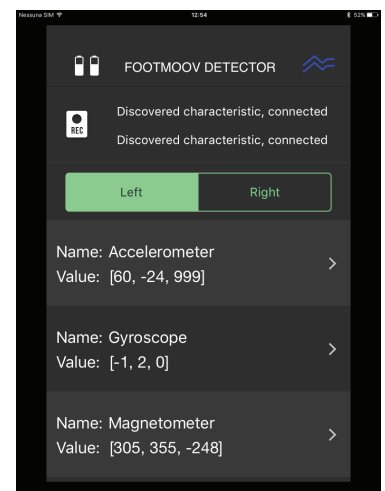 Nessuna SIM 12:54 52%
FOOTMOOV DETECTOR
REC
Discovered characteristic, connected
Discovered characteristic, connected
Left Right
Name: Accelerometer
Value: [60, -24, 999]
Name: Gyroscope
Value: [-1, 2, 0]
Name: Magnetometer
Value: [305, 355, -248]